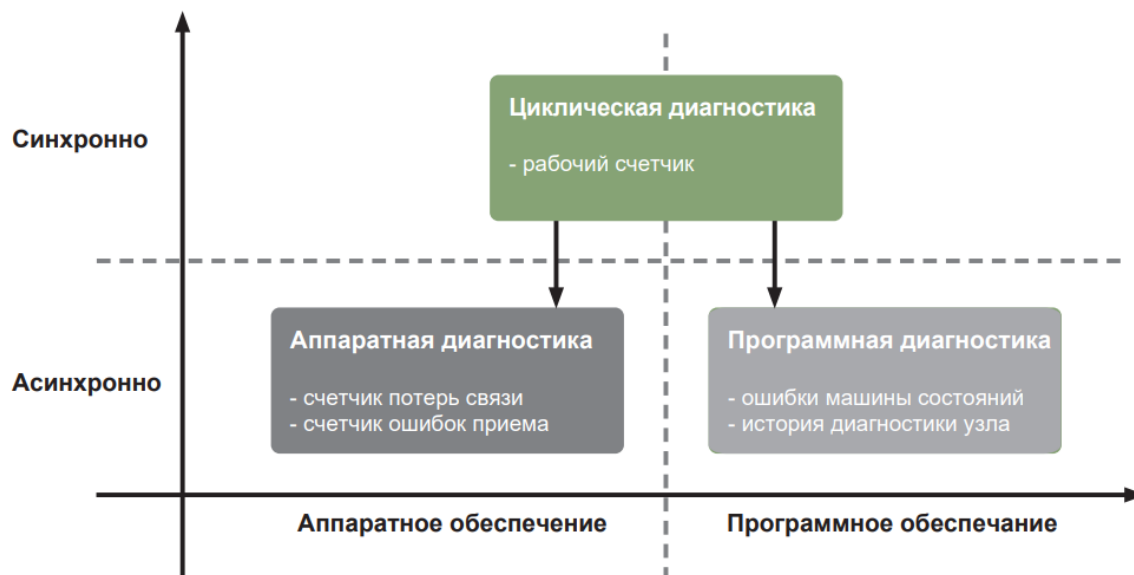 Синхронно
Циклическая диагностика
- рабочий счетчик
Асинхронно
Аппаратная диагностика
- счетчик потерь связи
- счетчик ошибок приема
Программная диагностика
- ошибки машины состояний
- история диагностики узла
Аппаратное обеспечение
Программное обеспечание